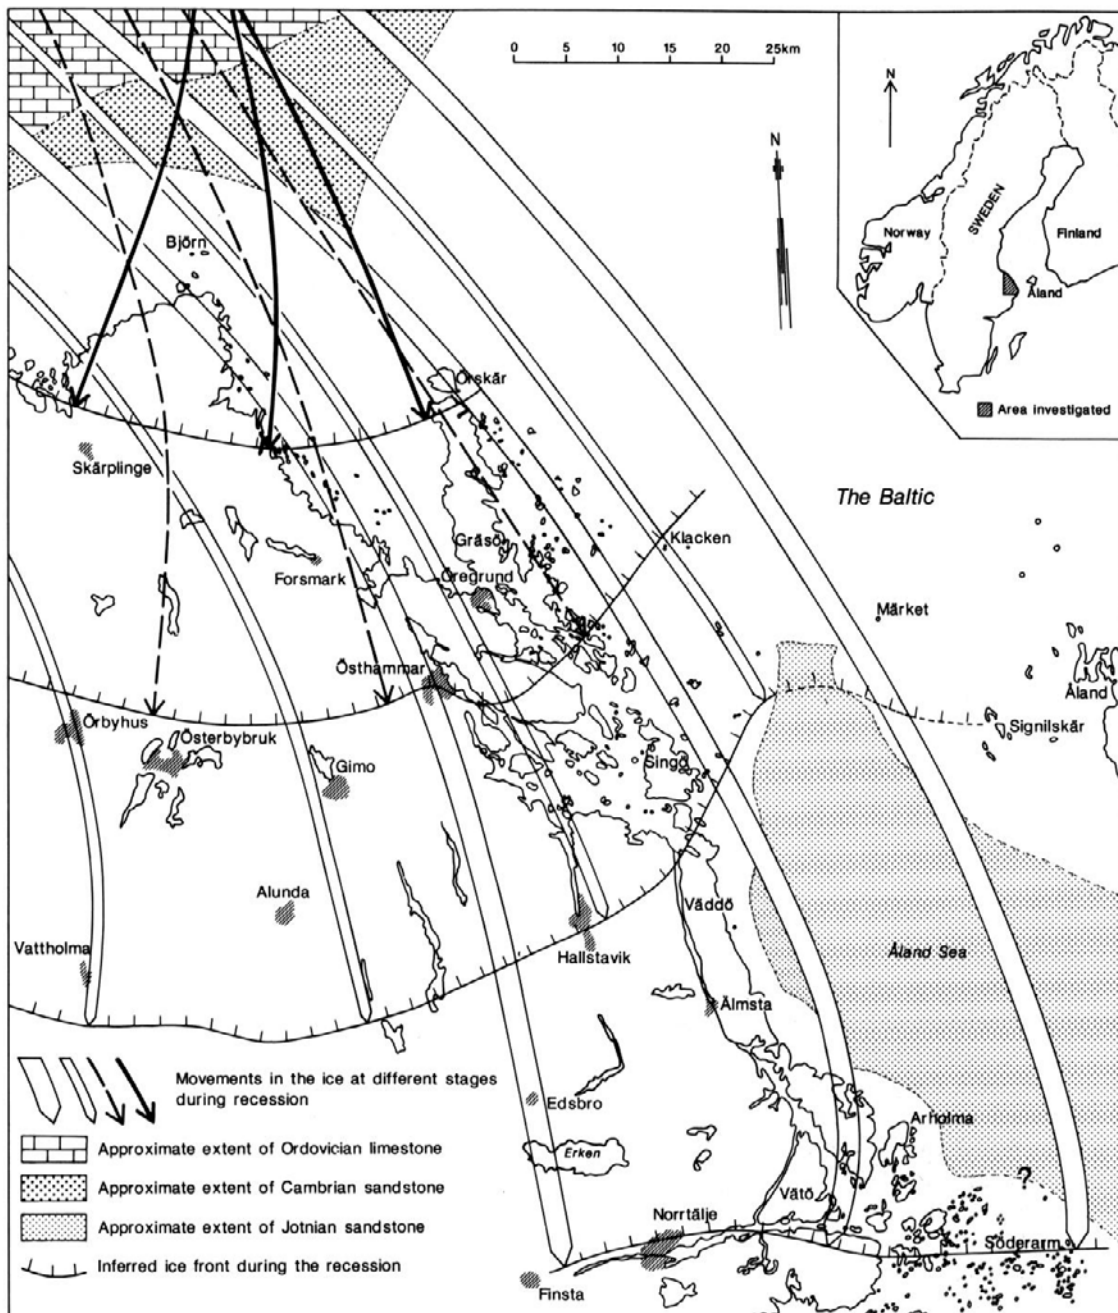 0 5 10 15 20 25km
N
N
SWEDEN
Norway
Finland
Åland
Area investigated
Björn
Örskär
Skärplinge
The Baltic
Gräsö
Klacken
Forsmark
Öregrund
Märket
Östhammar
Åland
Örbyhus
Signilskär
Österbybruk
Singö
Gimo
Alunda
Väddö
Vattholma
Hallstavik
Åland Sea
Älmsta
Movements in the ice at different stages
during recession
Edsbro
Arholma
Approximate extent of Ordovician limestone
Erken
?
Approximate extent of Cambrian sandstone
Vätö
Norrtälje
Approximate extent of Jotnian sandstone
Söderarm
Inferred ice front during the recession
Finsta